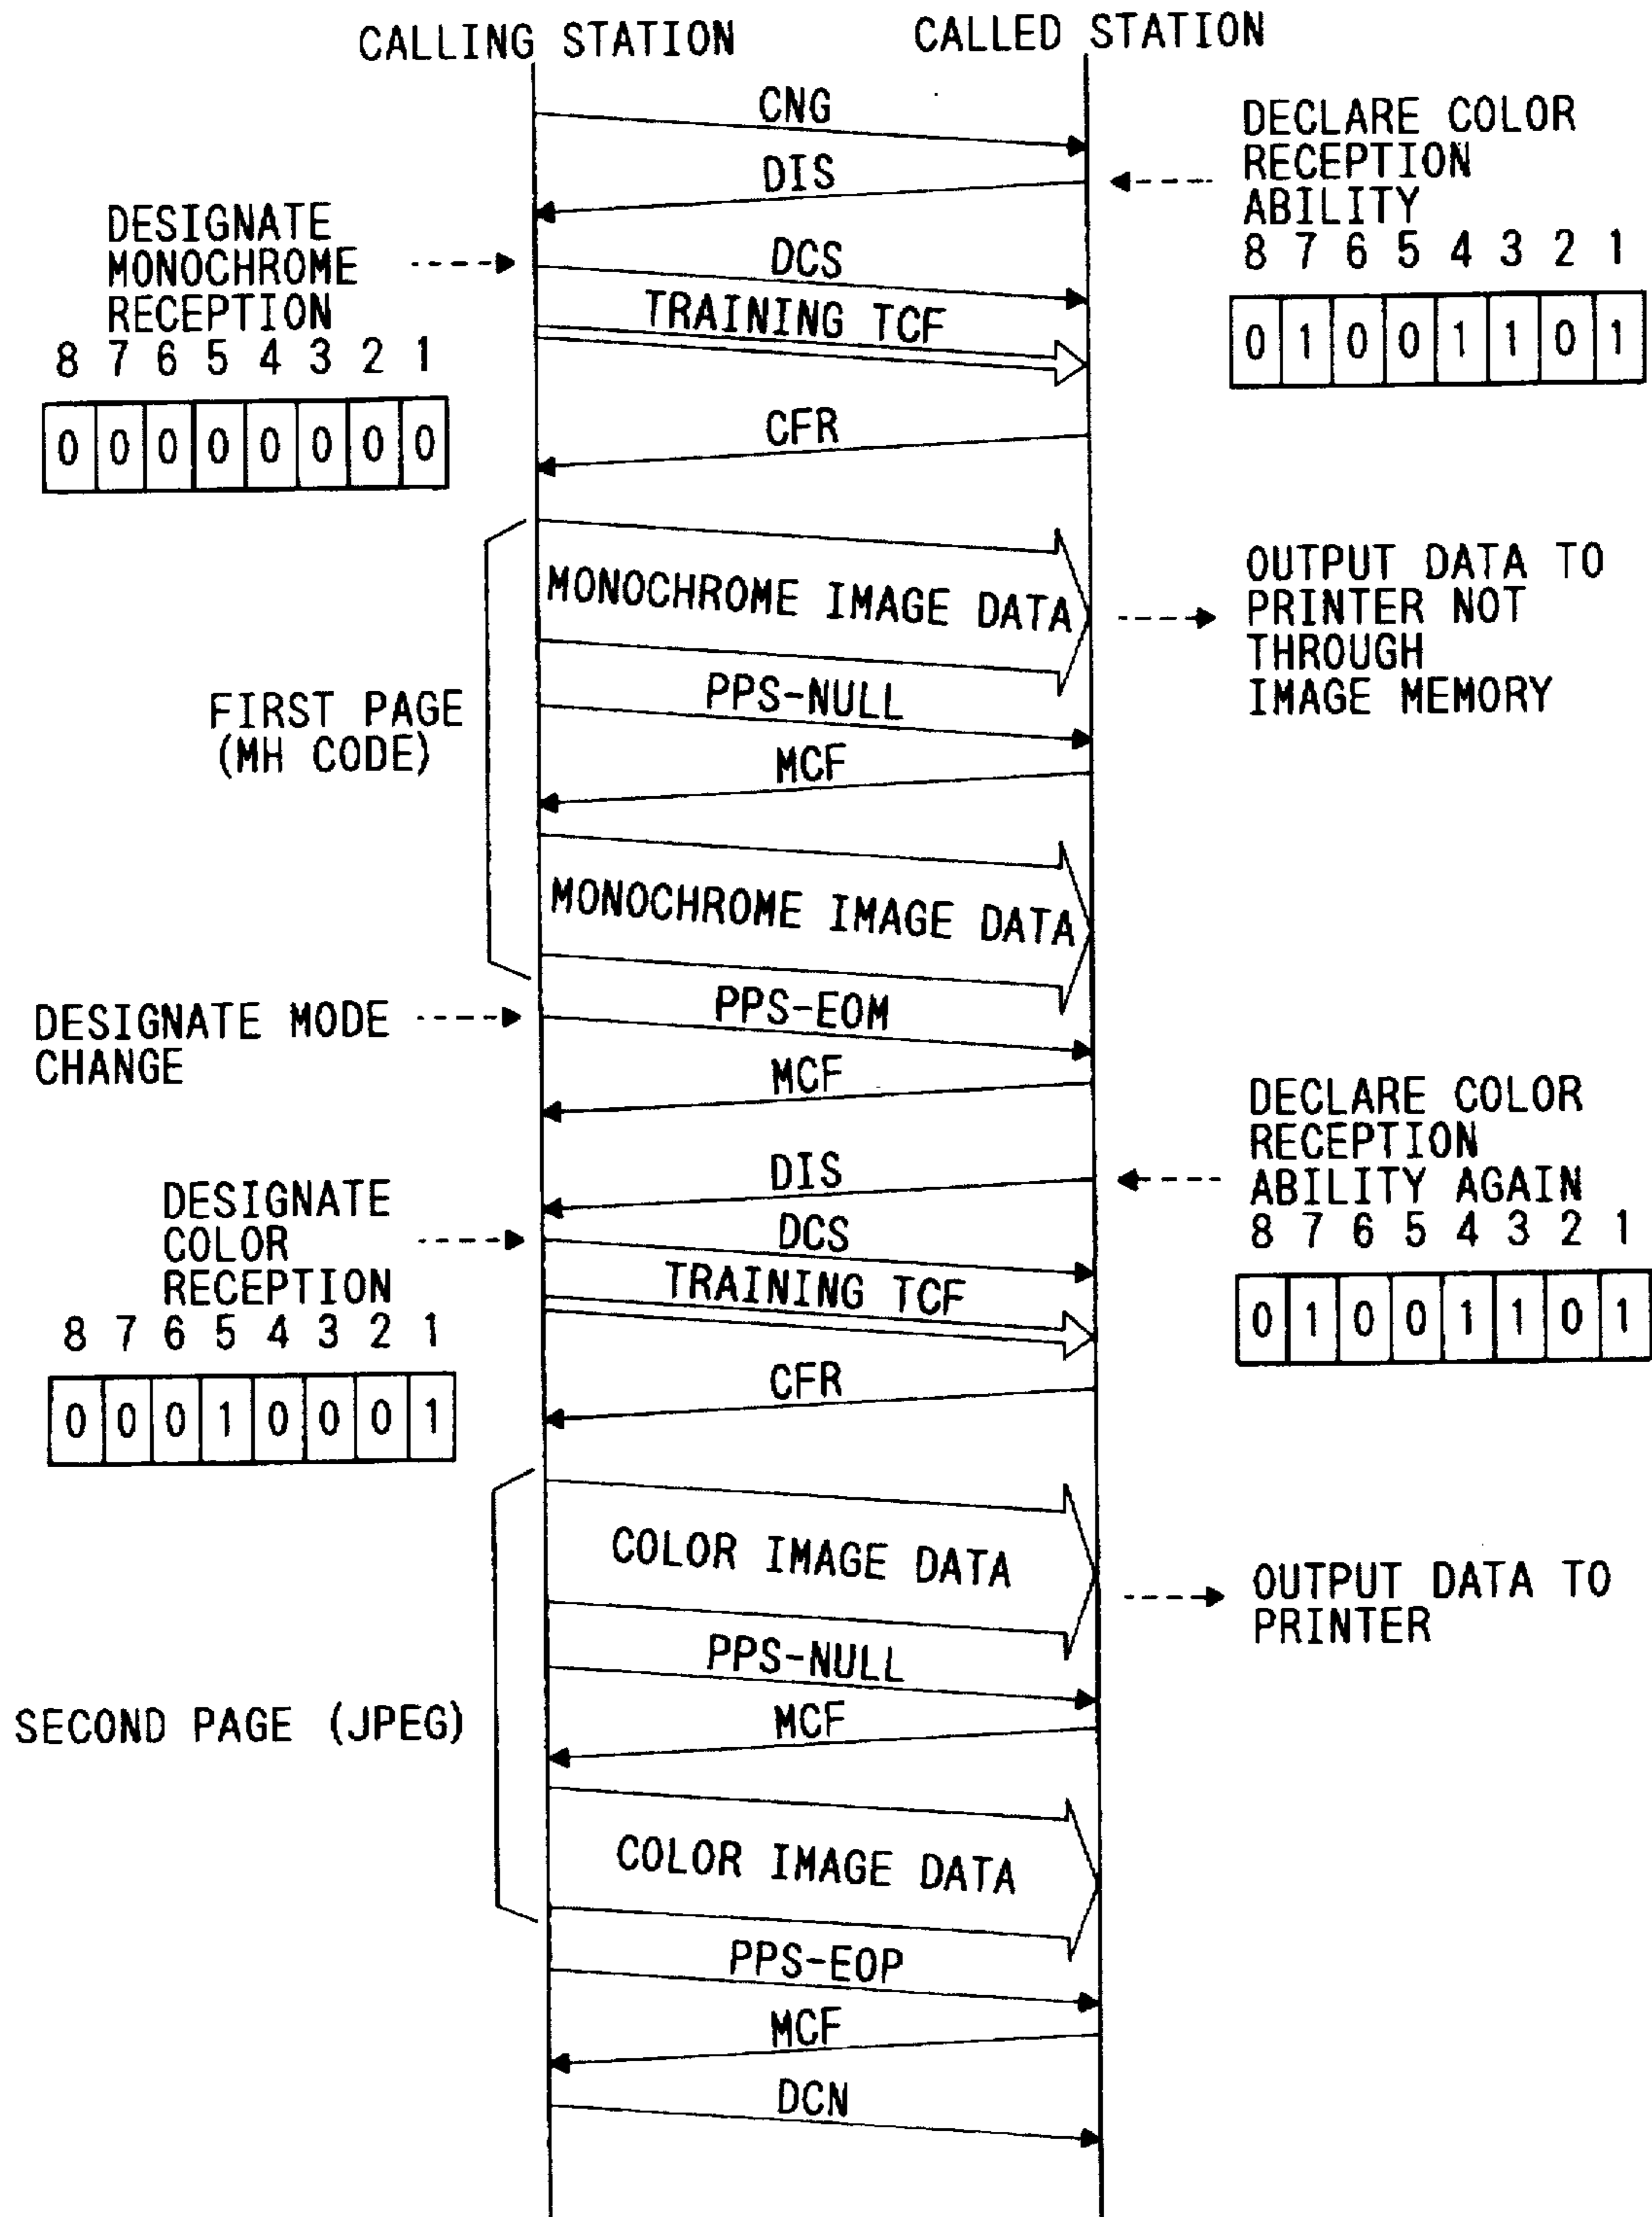 CALLING STATION
CALLED STATION
CNG
DECLARE COLOR
RECEPTION
ABILITY
8 7 6 5 4 3 2 1
0 1 0 0 1 1 0 1
DIS
DESIGNATE
MONOCHROME
RECEPTION
8 7 6 5 4 3 2 1
0 0 0 0 0 0 0 0
DCS
TRAINING TCF
CFR
MONOCHROME IMAGE DATA
OUTPUT DATA TO
PRINTER NOT
THROUGH
IMAGE MEMORY
FIRST PAGE
(MH CODE)
PPS-NULL
MCF
MONOCHROME IMAGE DATA
DESIGNATE MODE
CHANGE
PPS-EOM
MCF
DECLARE COLOR
RECEPTION
ABILITY AGAIN
8 7 6 5 4 3 2 1
0 1 0 0 1 1 0 1
DIS
DESIGNATE
COLOR
RECEPTION
8 7 6 5 4 3 2 1
0 0 0 1 0 0 0 1
DCS
TRAINING TCF
CFR
COLOR IMAGE DATA
OUTPUT DATA TO
PRINTER
PPS-NULL
SECOND PAGE (JPEG)
MCF
COLOR IMAGE DATA
PPS-EOP
MCF
DCN